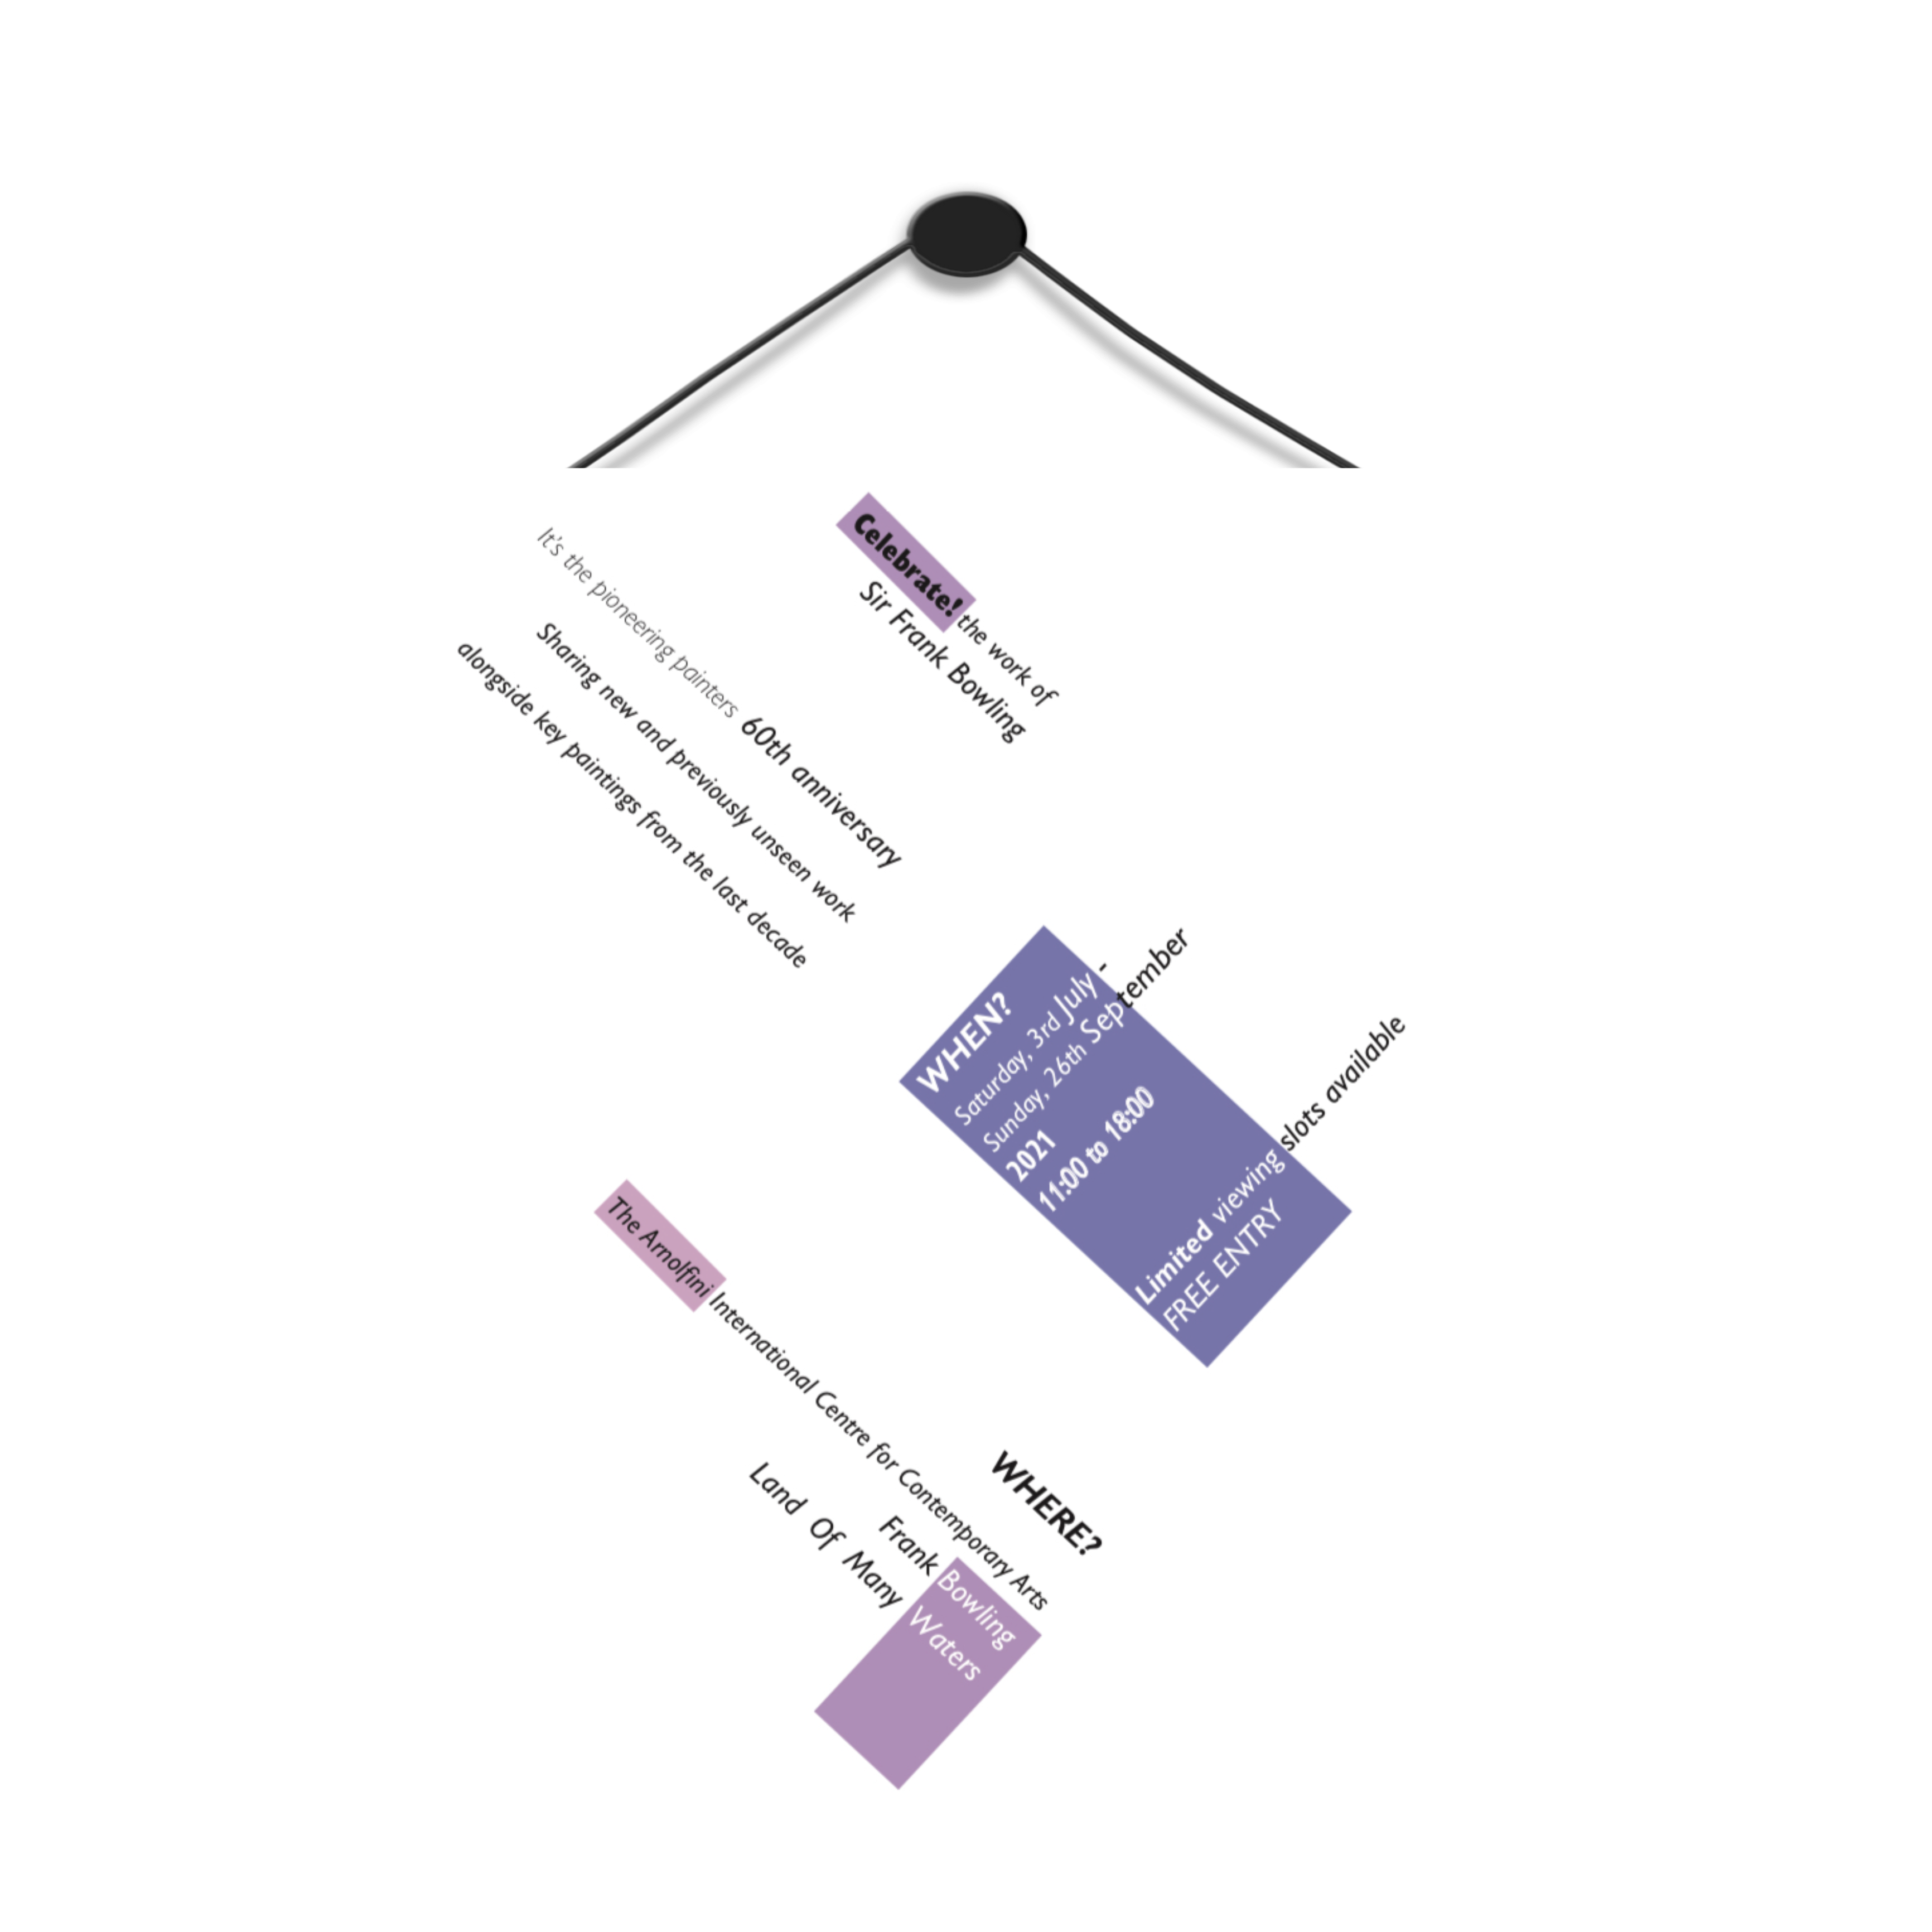 Celebrate! the work of
Sir Frank Bowling
It's the pioneering painters 60th anniversary
Sharing new and previously unseen work
alongside key paintings from the last decade
WHEN?
Saturday, 3rd July -
Sunday, 26th September
2021
11:00 to 18:00
Limited viewing slots available
FREE ENTRY
WHERE?
The Arnolfini International Centre for Contemporary Arts
Frank Bowling
Land Of Many Waters